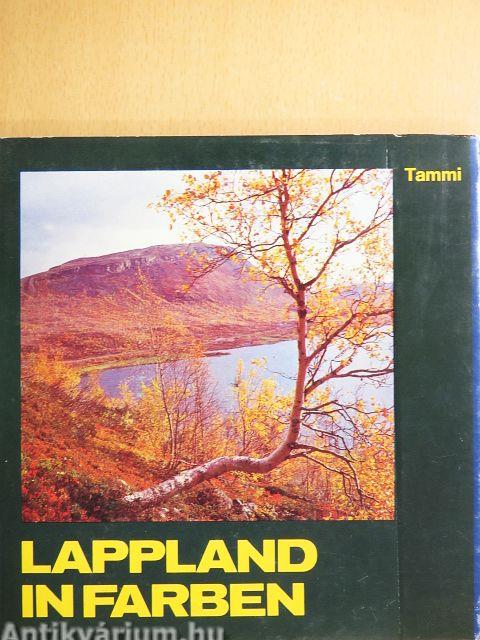 Tammi
LAPPLAND
IN FARBEN
Antikvárium.hu